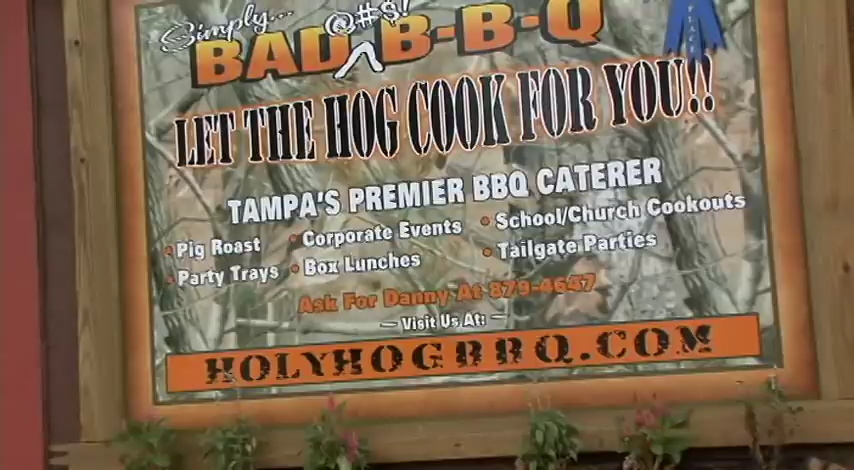 Simply...
BAD @#$! B-B-Q
PLACE
LET THE HOG COOK FOR YOU!!
TAMPA'S PREMIER BBQ CATERER
• Pig Roast • Corporate Events • School/Church Cookouts
• Party Trays • Box Lunches • Tailgate Parties
Ask For Danny At 879-4647
— Visit Us At: —
HOLYHOGBBQ.COM